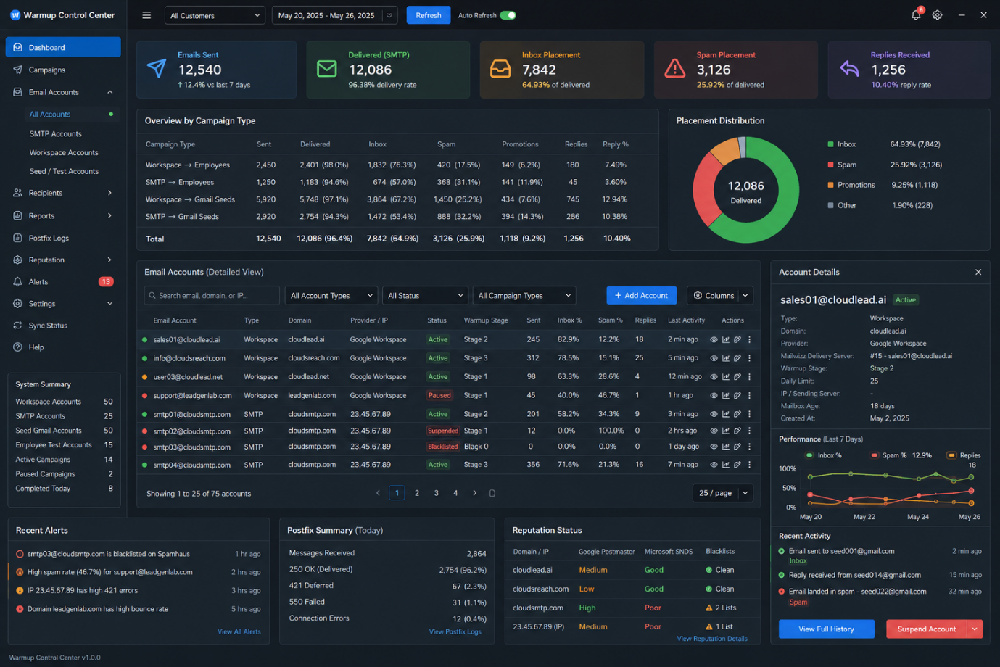 Warmup Control Center
All Customers
May 20, 2025 - May 26, 2025
Refresh
Auto Refresh
8
Dashboard
Campaigns
Email Accounts
All Accounts
SMTP Accounts
Workspace Accounts
Seed / Test Accounts
Recipients
Reports
Postfix Logs
Reputation
Alerts 13
Settings
Sync Status
Help
System Summary
Workspace Accounts 50
SMTP Accounts 25
Seed Gmail Accounts 50
Employee Test Accounts 15
Active Campaigns 14
Paused Campaigns 2
Completed Today 8
Emails Sent
12,540
↑ 12.4% vs last 7 days
Delivered (SMTP)
12,086
96.38% delivery rate
Inbox Placement
7,842
64.93% of delivered
Spam Placement
3,126
25.92% of delivered
Replies Received
1,256
10.40% reply rate
Overview by Campaign Type
Campaign Type Sent Delivered Inbox Spam Promotions Replies Reply %
Workspace → Employees 2,450 2,401 (98.0%) 1,832 (76.3%) 420 (17.5%) 149 (6.2%) 180 7.49%
SMTP → Employees 1,250 1,183 (94.6%) 674 (57.0%) 368 (31.1%) 141 (11.9%) 45 3.60%
Workspace → Gmail Seeds 5,920 5,748 (97.1%) 3,864 (67.2%) 1,450 (25.2%) 434 (7.6%) 745 12.94%
SMTP → Gmail Seeds 2,920 2,754 (94.3%) 1,472 (53.4%) 888 (32.2%) 394 (14.3%) 286 10.38%
Total 12,540 12,086 (96.4%) 7,842 (64.9%) 3,126 (25.9%) 1,118 (9.2%) 1,256 10.40%
Placement Distribution
12,086
Delivered
Inbox 64.93% (7,842)
Spam 25.92% (3,126)
Promotions 9.25% (1,118)
Other 1.90% (228)
Email Accounts (Detailed View)
Search email, domain, or IP...
All Account Types
All Status
All Campaign Types
+ Add Account
Columns
Email Account Type Domain Provider / IP Status Warmup Stage Sent Inbox % Spam % Replies Last Activity Actions
sales01@cloudlead.ai Workspace cloudlead.ai Google Workspace Active Stage 2 245 82.9% 12.2% 18 2 min ago
info@cloudsreach.com Workspace cloudsreach.com Google Workspace Active Stage 3 312 78.5% 15.1% 25 5 min ago
user03@cloudlead.net Workspace cloudlead.net Google Workspace Active Stage 1 98 63.3% 28.6% 4 12 min ago
support@leadgenlab.com Workspace leadgenlab.com Google Workspace Paused Stage 1 45 40.0% 46.7% 1 1 hr ago
smtp01@cloudsmtp.com SMTP cloudsmtp.com 23.45.67.89 Active Stage 2 201 58.2% 34.3% 9 3 min ago
smtp02@cloudsmtp.com SMTP cloudsmtp.com 23.45.67.89 Suspended Stage 1 12 0.0% 100.0% 0 2 hrs ago
smtp03@cloudsmtp.com SMTP cloudsmtp.com 23.45.67.89 Blacklisted Black 0 0 0.0% 0.0% 0 1 day ago
smtp04@cloudsmtp.com SMTP cloudsmtp.com 23.45.67.89 Active Stage 3 356 71.6% 21.3% 16 7 min ago
Showing 1 to 25 of 75 accounts
1 2 3 4
25 / page
Account Details
sales01@cloudlead.ai Active
Type: Workspace
Domain: cloudlead.ai
Provider: Google Workspace
Mailwizz Delivery Server: #15 - sales01@cloudlead.ai
Warmup Stage: Stage 2
Daily Limit: 25
IP / Sending Server: -
Mailbox Age: 18 days
Created At: May 2, 2025
Performance (Last 7 Days)
Inbox % Spam % 12.9% Replies
18
100%
50%
0%
May 20 May 22 May 24 May 26
Recent Activity
Email sent to seed001@gmail.com 2 min ago
Inbox
Reply received from seed014@gmail.com 15 min ago
Email landed in spam - seed022@gmail.com 32 min ago
Spam
View Full History
Suspend Account
Recent Alerts
smtp03@cloudsmtp.com is blacklisted on Spamhaus 1 hr ago
High spam rate (46.7%) for support@leadgenlab.com 2 hrs ago
IP 23.45.67.89 has high 421 errors 3 hrs ago
Domain leadgenlab.com has high bounce rate 5 hrs ago
View All Alerts
Postfix Summary (Today)
Messages Received 2,864
250 OK (Delivered) 2,754 (96.2%)
421 Deferred 67 (2.3%)
550 Failed 31 (1.1%)
Connection Errors 12 (0.4%)
View Postfix Logs
Reputation Status
Domain / IP Google Postmaster Microsoft SNDS Blacklists
cloudlead.ai Medium Good Clean
cloudsreach.com Low Good Clean
cloudsmtp.com High Poor 2 Lists
23.45.67.89 (IP) Medium Poor 1 List
View Reputation Details
Warmup Control Center v1.0.0